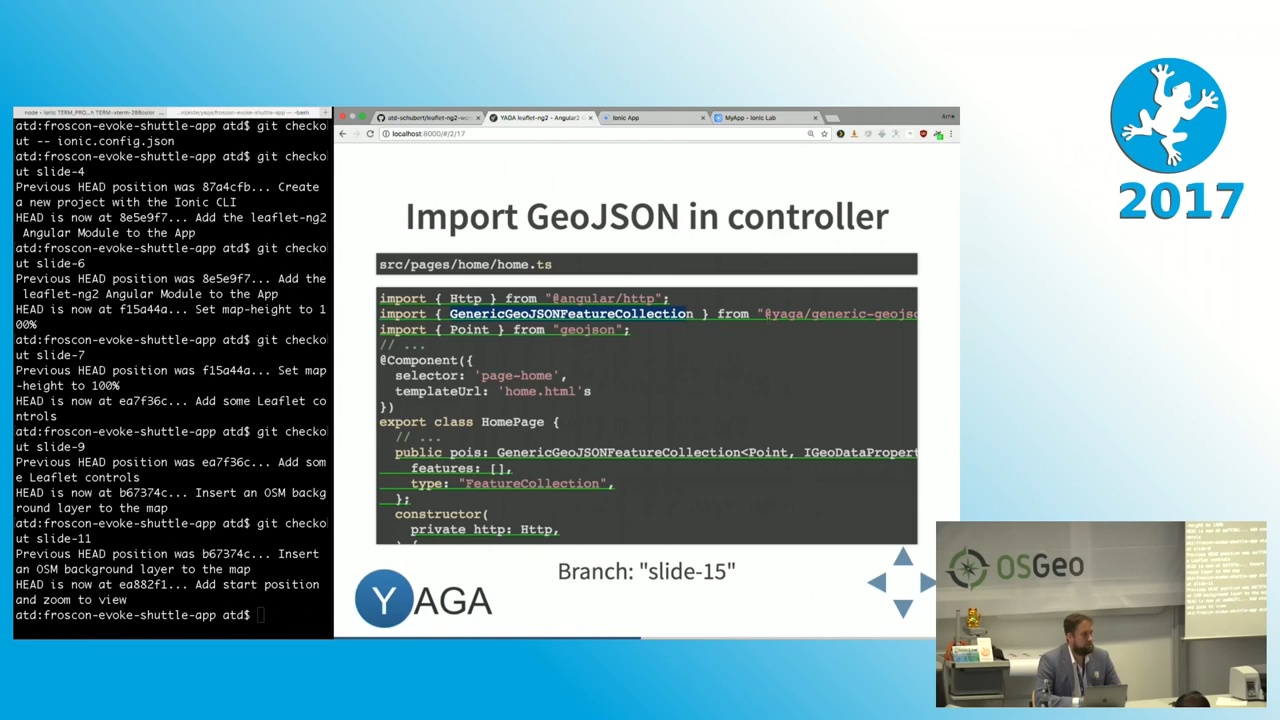 atd:froscon-evoke-shuttle-app atd$ git checko
ut -- ionic.config.json
atd:froscon-evoke-shuttle-app atd$ git checko
ut slide-4
Previous HEAD position was 87a4cfb... Create
a new project with the Ionic CLI
HEAD is now at 8e5e9f7... Add the leaflet-ng2
Angular Module to the App
atd:froscon-evoke-shuttle-app atd$ git checko
ut slide-6
Previous HEAD position was 8e5e9f7... Add the
leaflet-ng2 Angular Module to the App
HEAD is now at f15a44a... Set map-height to 1
00%
atd:froscon-evoke-shuttle-app atd$ git checko
ut slide-7
Previous HEAD position was f15a44a... Set map
-height to 100%
HEAD is now at ea7f36c... Add some Leaflet co
ntrols
atd:froscon-evoke-shuttle-app atd$ git checko
ut slide-9
Previous HEAD position was ea7f36c... Add som
e Leaflet controls
HEAD is now at b67374c... Insert an OSM backg
round layer to the map
atd:froscon-evoke-shuttle-app atd$ git checko
ut slide-11
Previous HEAD position was b67374c... Insert
an OSM background layer to the map
HEAD is now at ea882f1... Add start position
and zoom to view
atd:froscon-evoke-shuttle-app atd$
atd-schubert/leaflet-ng2-wor
YAGA leaflet-ng2 - Angular2
Ionic App
MyApp - Ionic Lab
Arne
localhost:8000/#/2/17
Import GeoJSON in controller
src/pages/home/home.ts
import { Http } from "@angular/http";
import { GenericGeoJSONFeatureCollection } from "@yaga/generic-geojso
import { Point } from "geojson";
// ...
@Component({
selector: 'page-home',
templateUrl: 'home.html's
})
export class HomePage {
// ...
public pois: GenericGeoJSONFeatureCollection<Point, IGeoDataPropert
features: [],
type: "FeatureCollection",
};
constructor(
private http: Http,
) {
Branch: "slide-15"
YAGA
2017
OSGeo